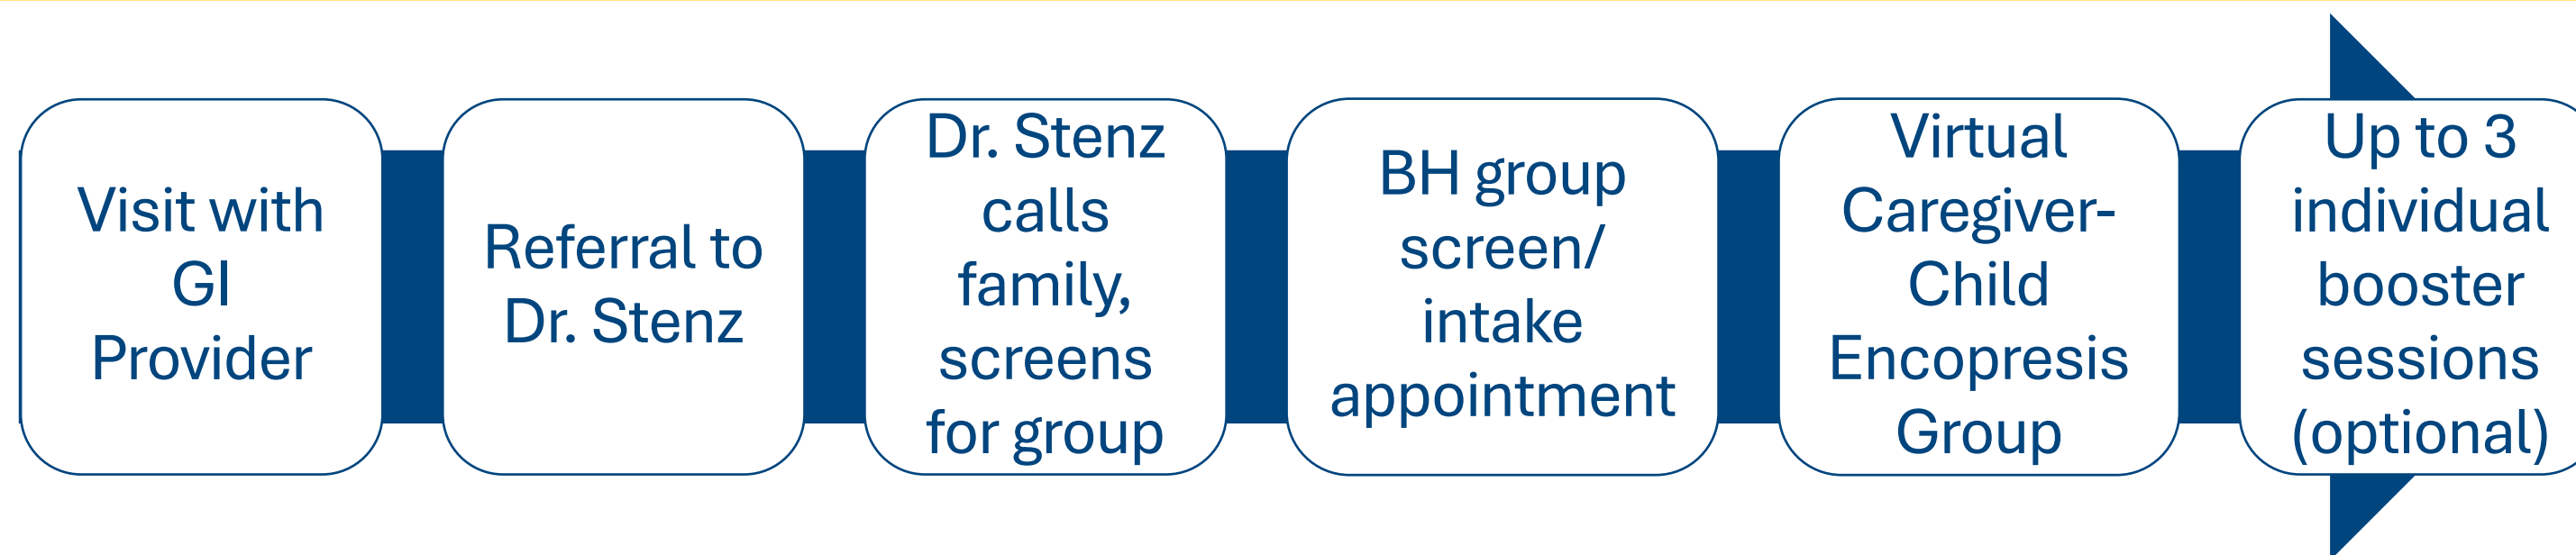 Visit with
GI
Provider
Referral to
Dr. Stenz
Dr. Stenz
calls
family,
screens
for group
BH group
screen/
intake
appointment
Virtual
Caregiver-
Child
Encopresis
Group
Up to 3
individual
booster
sessions
(optional)